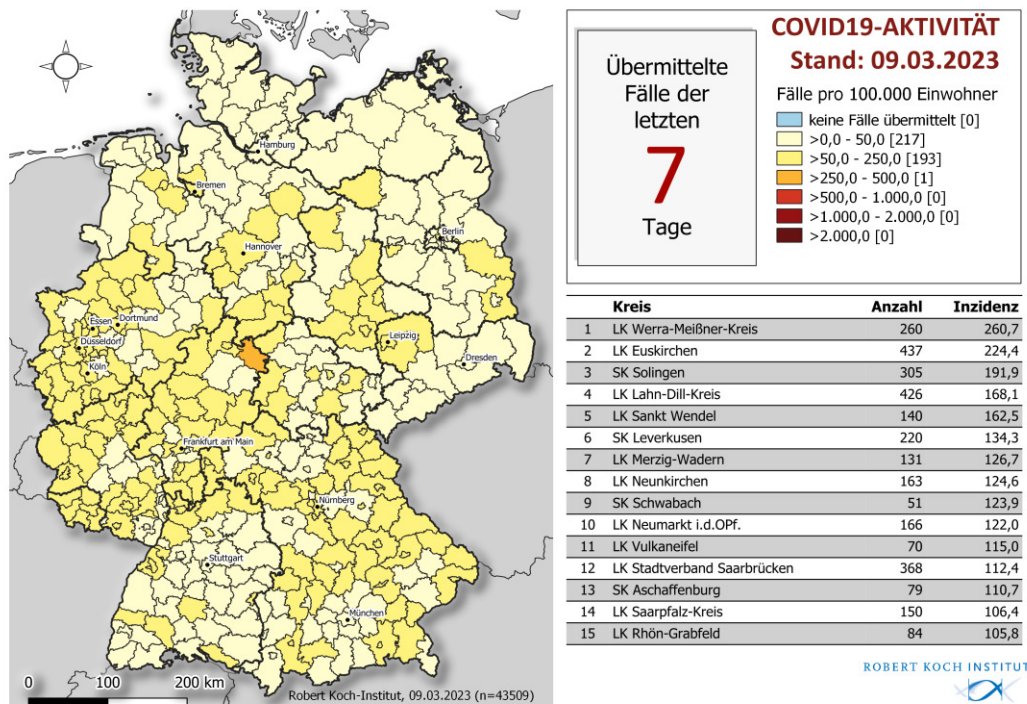 Hamburg
Bremen
Berlin
Hannover
Essen
Dortmund
Düsseldorf
Köln
Leipzig
Dresden
Frankfurt am Main
Nürnberg
Stuttgart
München
0 100 200 km
Robert Koch-Institut, 09.03.2023 (n=43509)
Übermittelte
Fälle der
letzten
7
Tage
COVID19-AKTIVITÄT
Stand: 09.03.2023
Fälle pro 100.000 Einwohner
keine Fälle übermittelt [0]
>0,0 - 50,0 [217]
>50,0 - 250,0 [193]
>250,0 - 500,0 [1]
>500,0 - 1.000,0 [0]
>1.000,0 - 2.000,0 [0]
>2.000,0 [0]
Kreis Anzahl Inzidenz
1 LK Werra-Meißner-Kreis 260 260,7
2 LK Euskirchen 437 224,4
3 SK Solingen 305 191,9
4 LK Lahn-Dill-Kreis 426 168,1
5 LK Sankt Wendel 140 162,5
6 SK Leverkusen 220 134,3
7 LK Merzig-Wadern 131 126,7
8 LK Neunkirchen 163 124,6
9 SK Schwabach 51 123,9
10 LK Neumarkt i.d.OPf. 166 122,0
11 LK Vulkaneifel 70 115,0
12 LK Stadtverband Saarbrücken 368 112,4
13 SK Aschaffenburg 79 110,7
14 LK Saarpfalz-Kreis 150 106,4
15 LK Rhön-Grabfeld 84 105,8
ROBERT KOCH INSTITUT